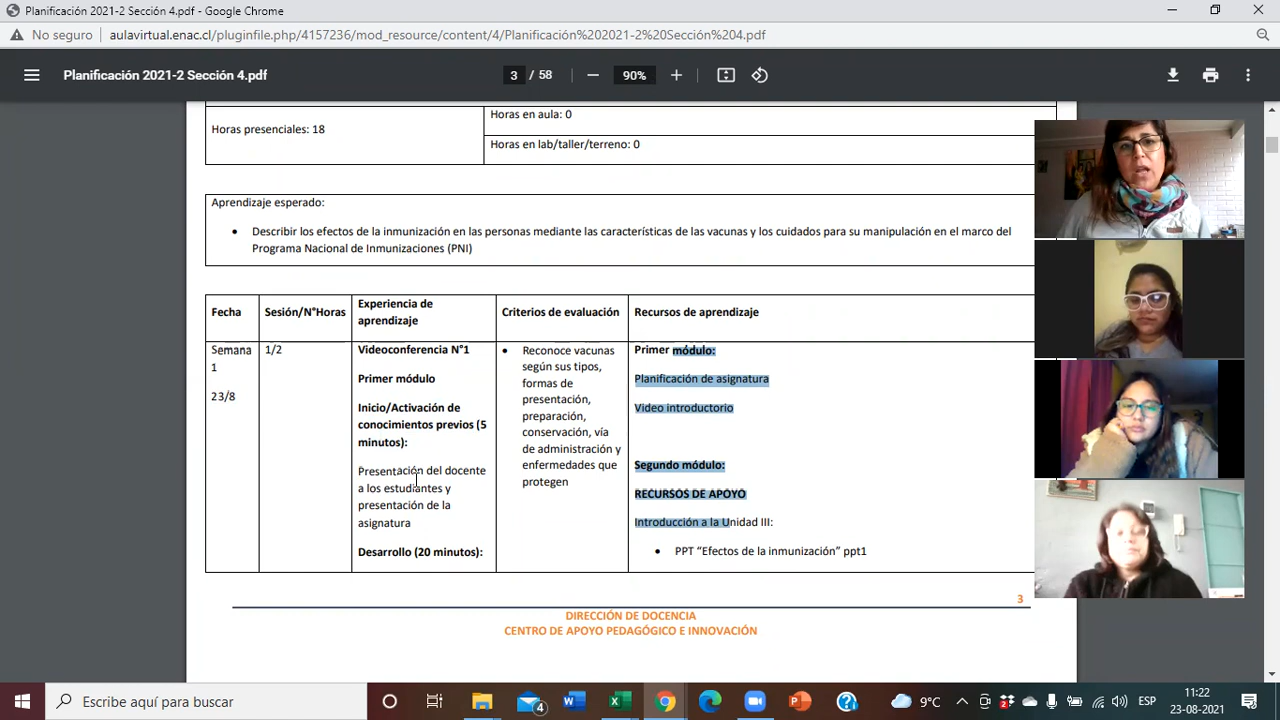 Planificación 2021-2 Sección 4.pdf - Google Chrome
No seguro
aulavirtual.enac.cl/pluginfile.php/4157236/mod_resource/content/4/Planificación%202021-2%20Sección%204.pdf
Planificación 2021-2 Sección 4.pdf
3 / 58
90%
Horas presenciales: 18
Horas en aula: 0
Horas en lab/taller/terreno: 0
Aprendizaje esperado:
• Describir los efectos de la inmunización en las personas mediante las características de las vacunas y los cuidados para su manipulación en el marco del
Programa Nacional de Inmunizaciones (PNI)
Fecha
Sesión/N°Horas
Experiencia de
aprendizaje
Criterios de evaluación
Recursos de aprendizaje
Semana
1
23/8
1/2
Videoconferencia N°1
Primer módulo
Inicio/Activación de
conocimientos previos (5
minutos):
Presentación del docente
a los estudiantes y
presentación de la
asignatura
Desarrollo (20 minutos):
• Reconoce vacunas
según sus tipos,
formas de
presentación,
preparación,
conservación, vía
de administración y
enfermedades que
protegen
Primer módulo:
Planificación de asignatura
Video introductorio
Segundo módulo:
RECURSOS DE APOYO
Introducción a la Unidad III:
• PPT “Efectos de la inmunización” ppt1
3
DIRECCIÓN DE DOCENCIA
CENTRO DE APOYO PEDAGÓGICO E INNOVACIÓN
Escribe aquí para buscar
4
9°C
2
ESP
11:22
23-08-2021